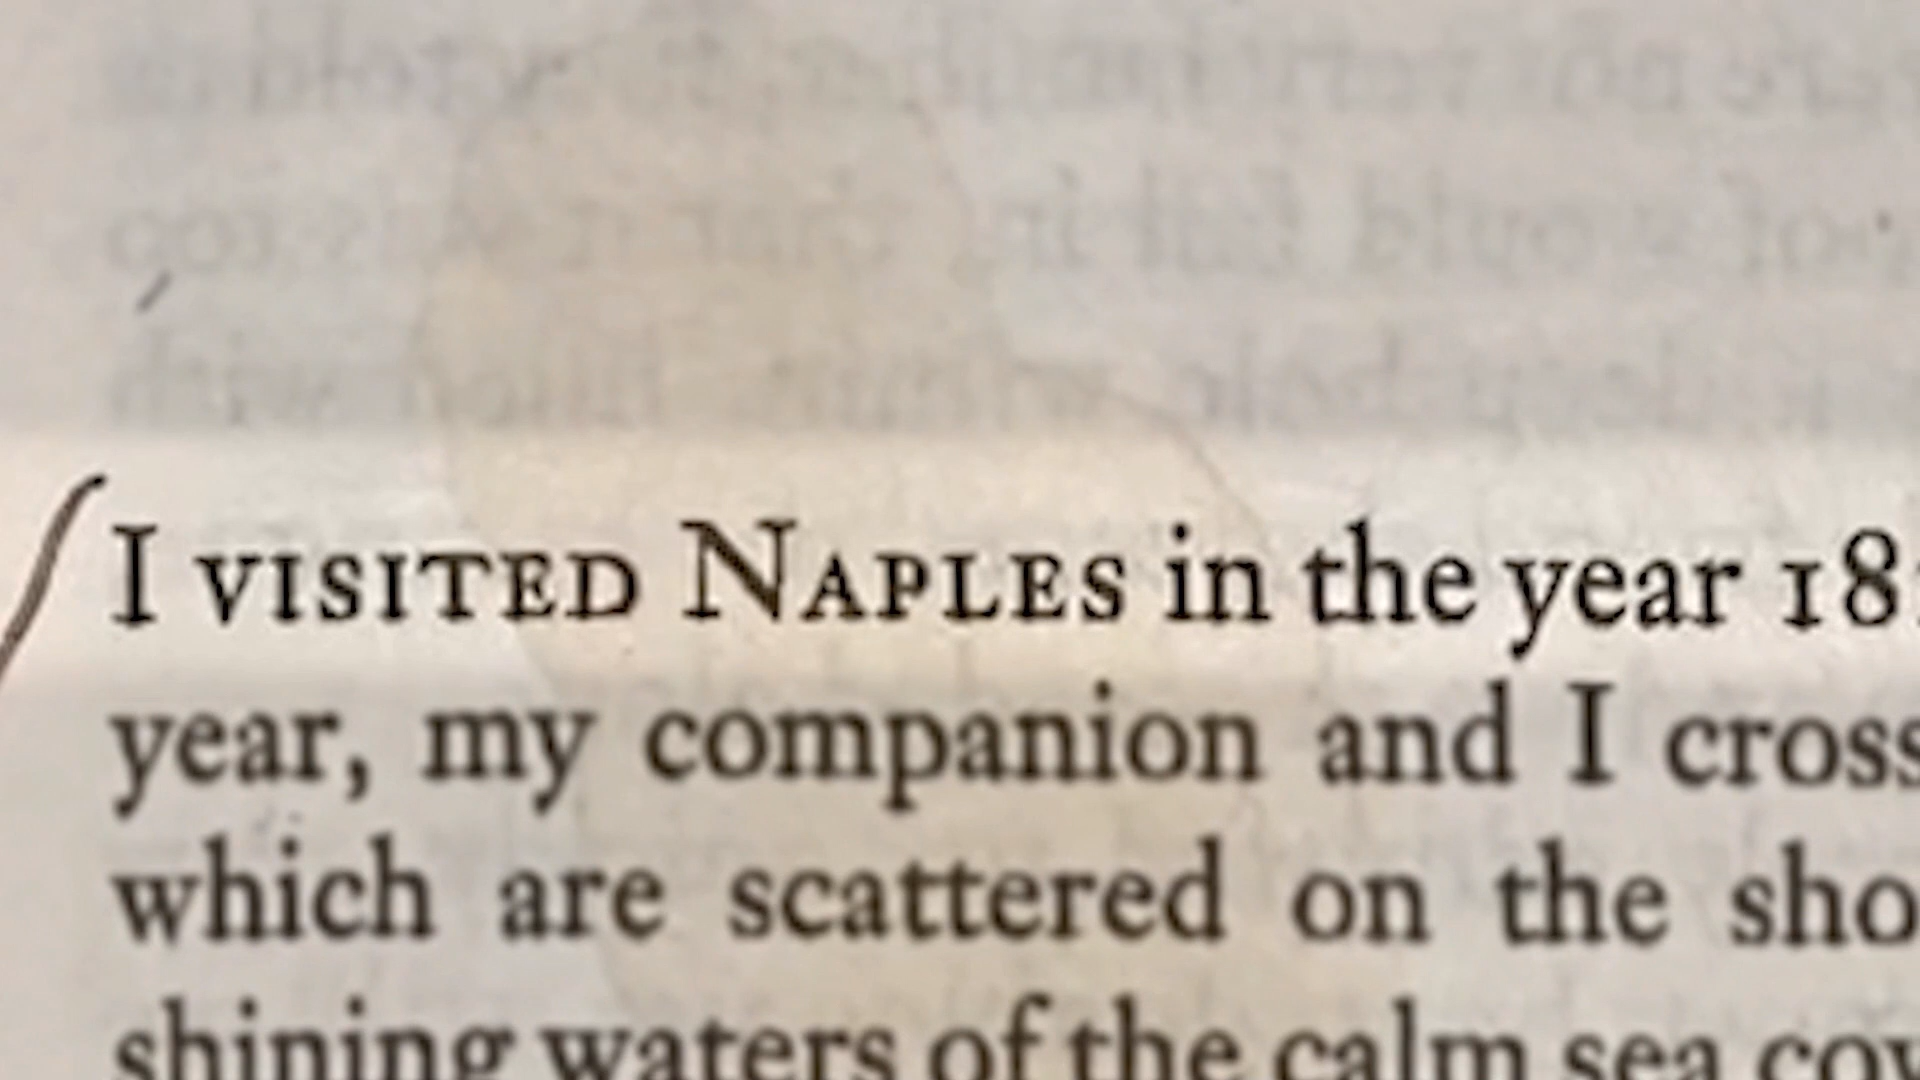 I VISITED NAPLES in the year 18
year, my companion and I cross
which are scattered on the sho
shining waters of the calm sea cov